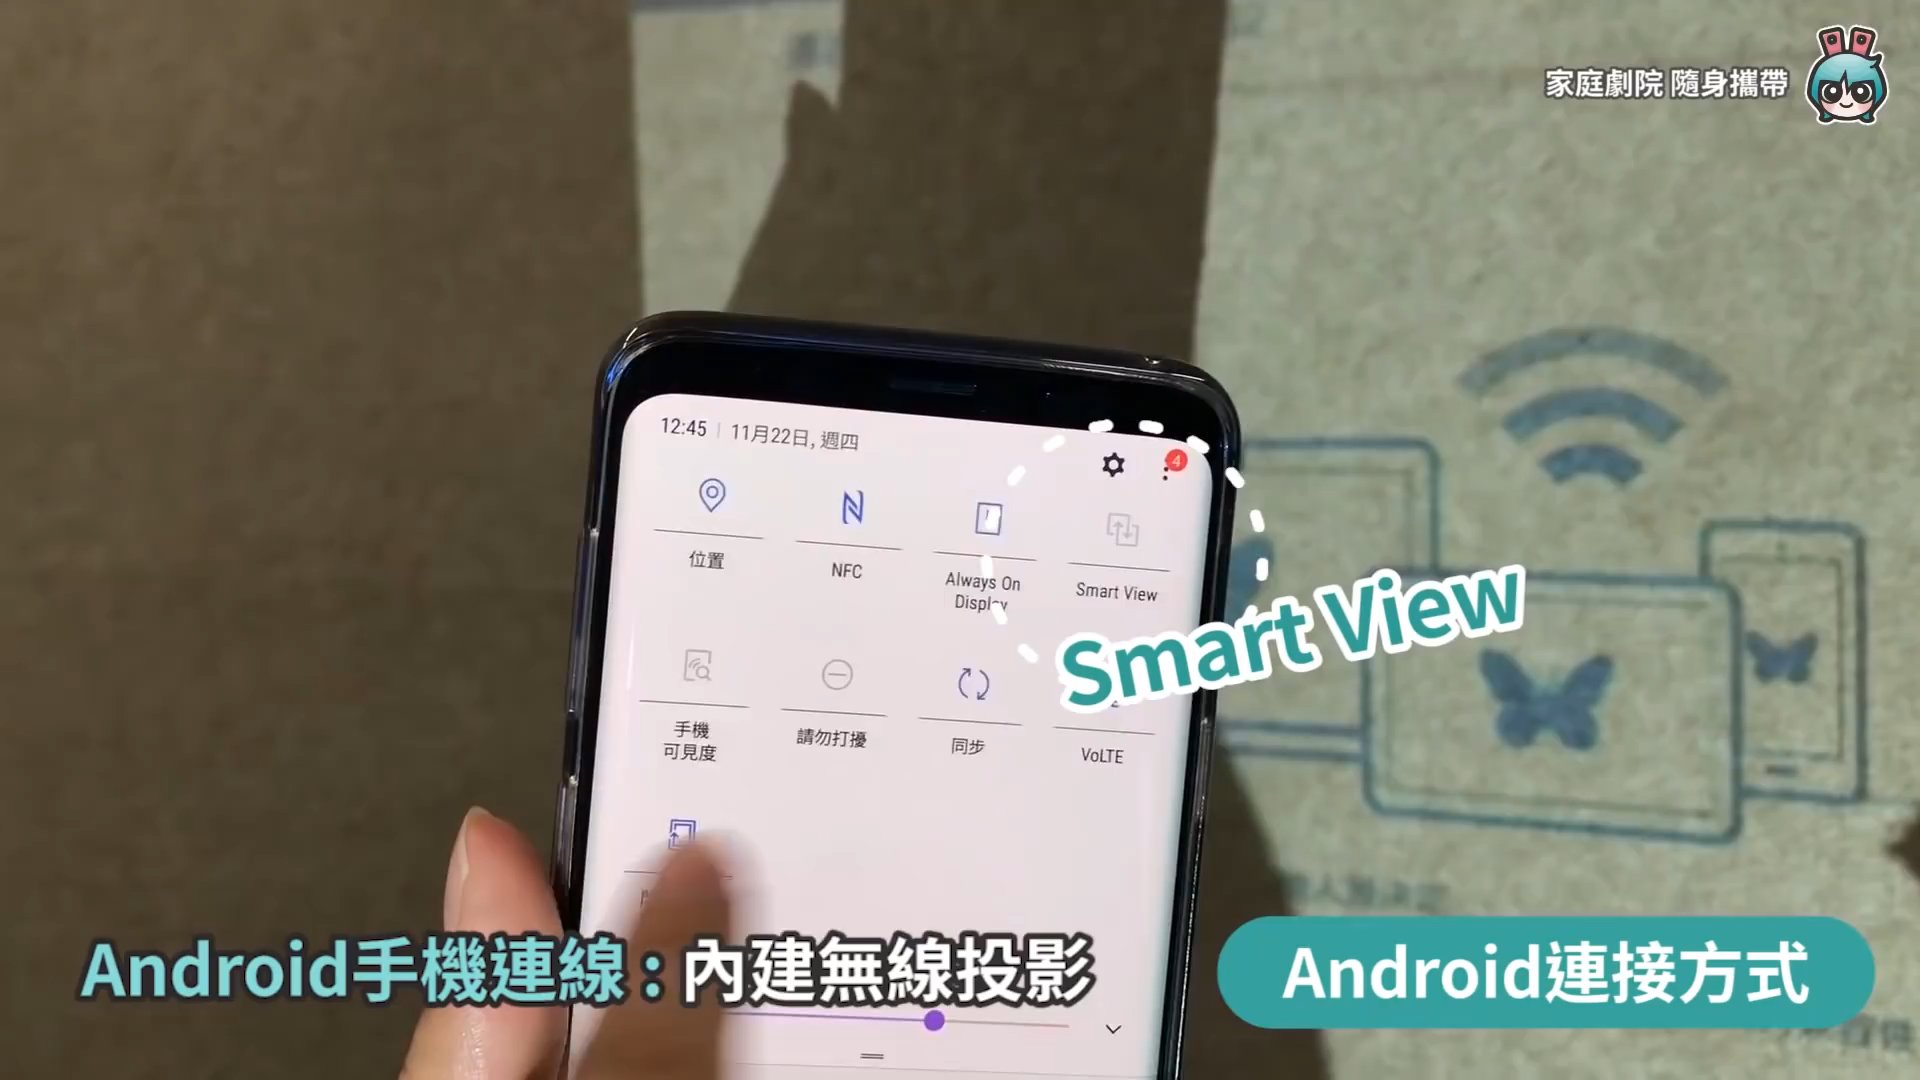 家庭劇院 隨身攜帶
12:45 11月22日, 週四
4
位置
NFC
Always On
Display
Smart View
Smart View
手機
可見度
請勿打擾
同步
VoLTE
Android手機連線：內建無線投影
Android連接方式